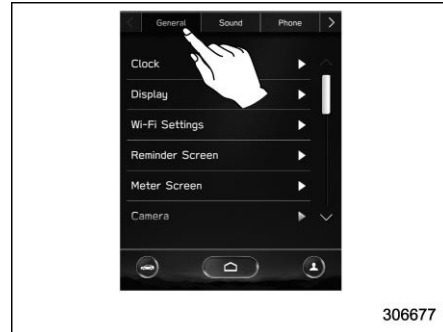 General Sound Phone
Clock
Display
Wi-Fi Settings
Reminder Screen
Meter Screen
Camera
306677